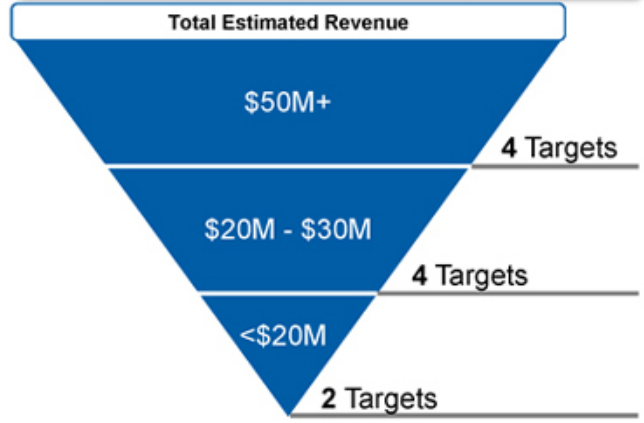 Total Estimated Revenue
$50M+
4 Targets
$20M - $30M
4 Targets
<$20M
2 Targets